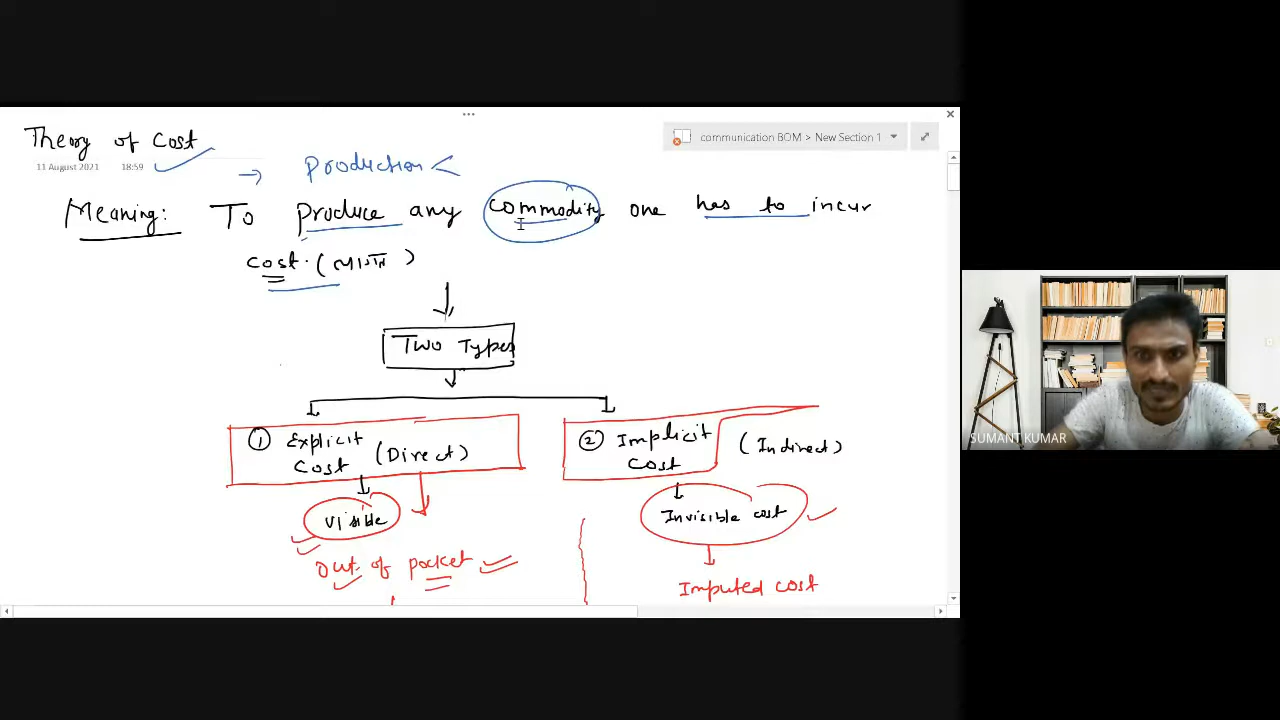 Theory of Cost
communication BOM > New Section 1
11 August 2021 18:59
→ Production <
Meaning: To produce any commodity one has to incur
cost. (लागत)
Two Types
① Explicit Cost (Direct)
② Implicit Cost (Indirect)
Visible
Invisible cost
Out of pocket
Imputed cost
SUMANT KUMAR